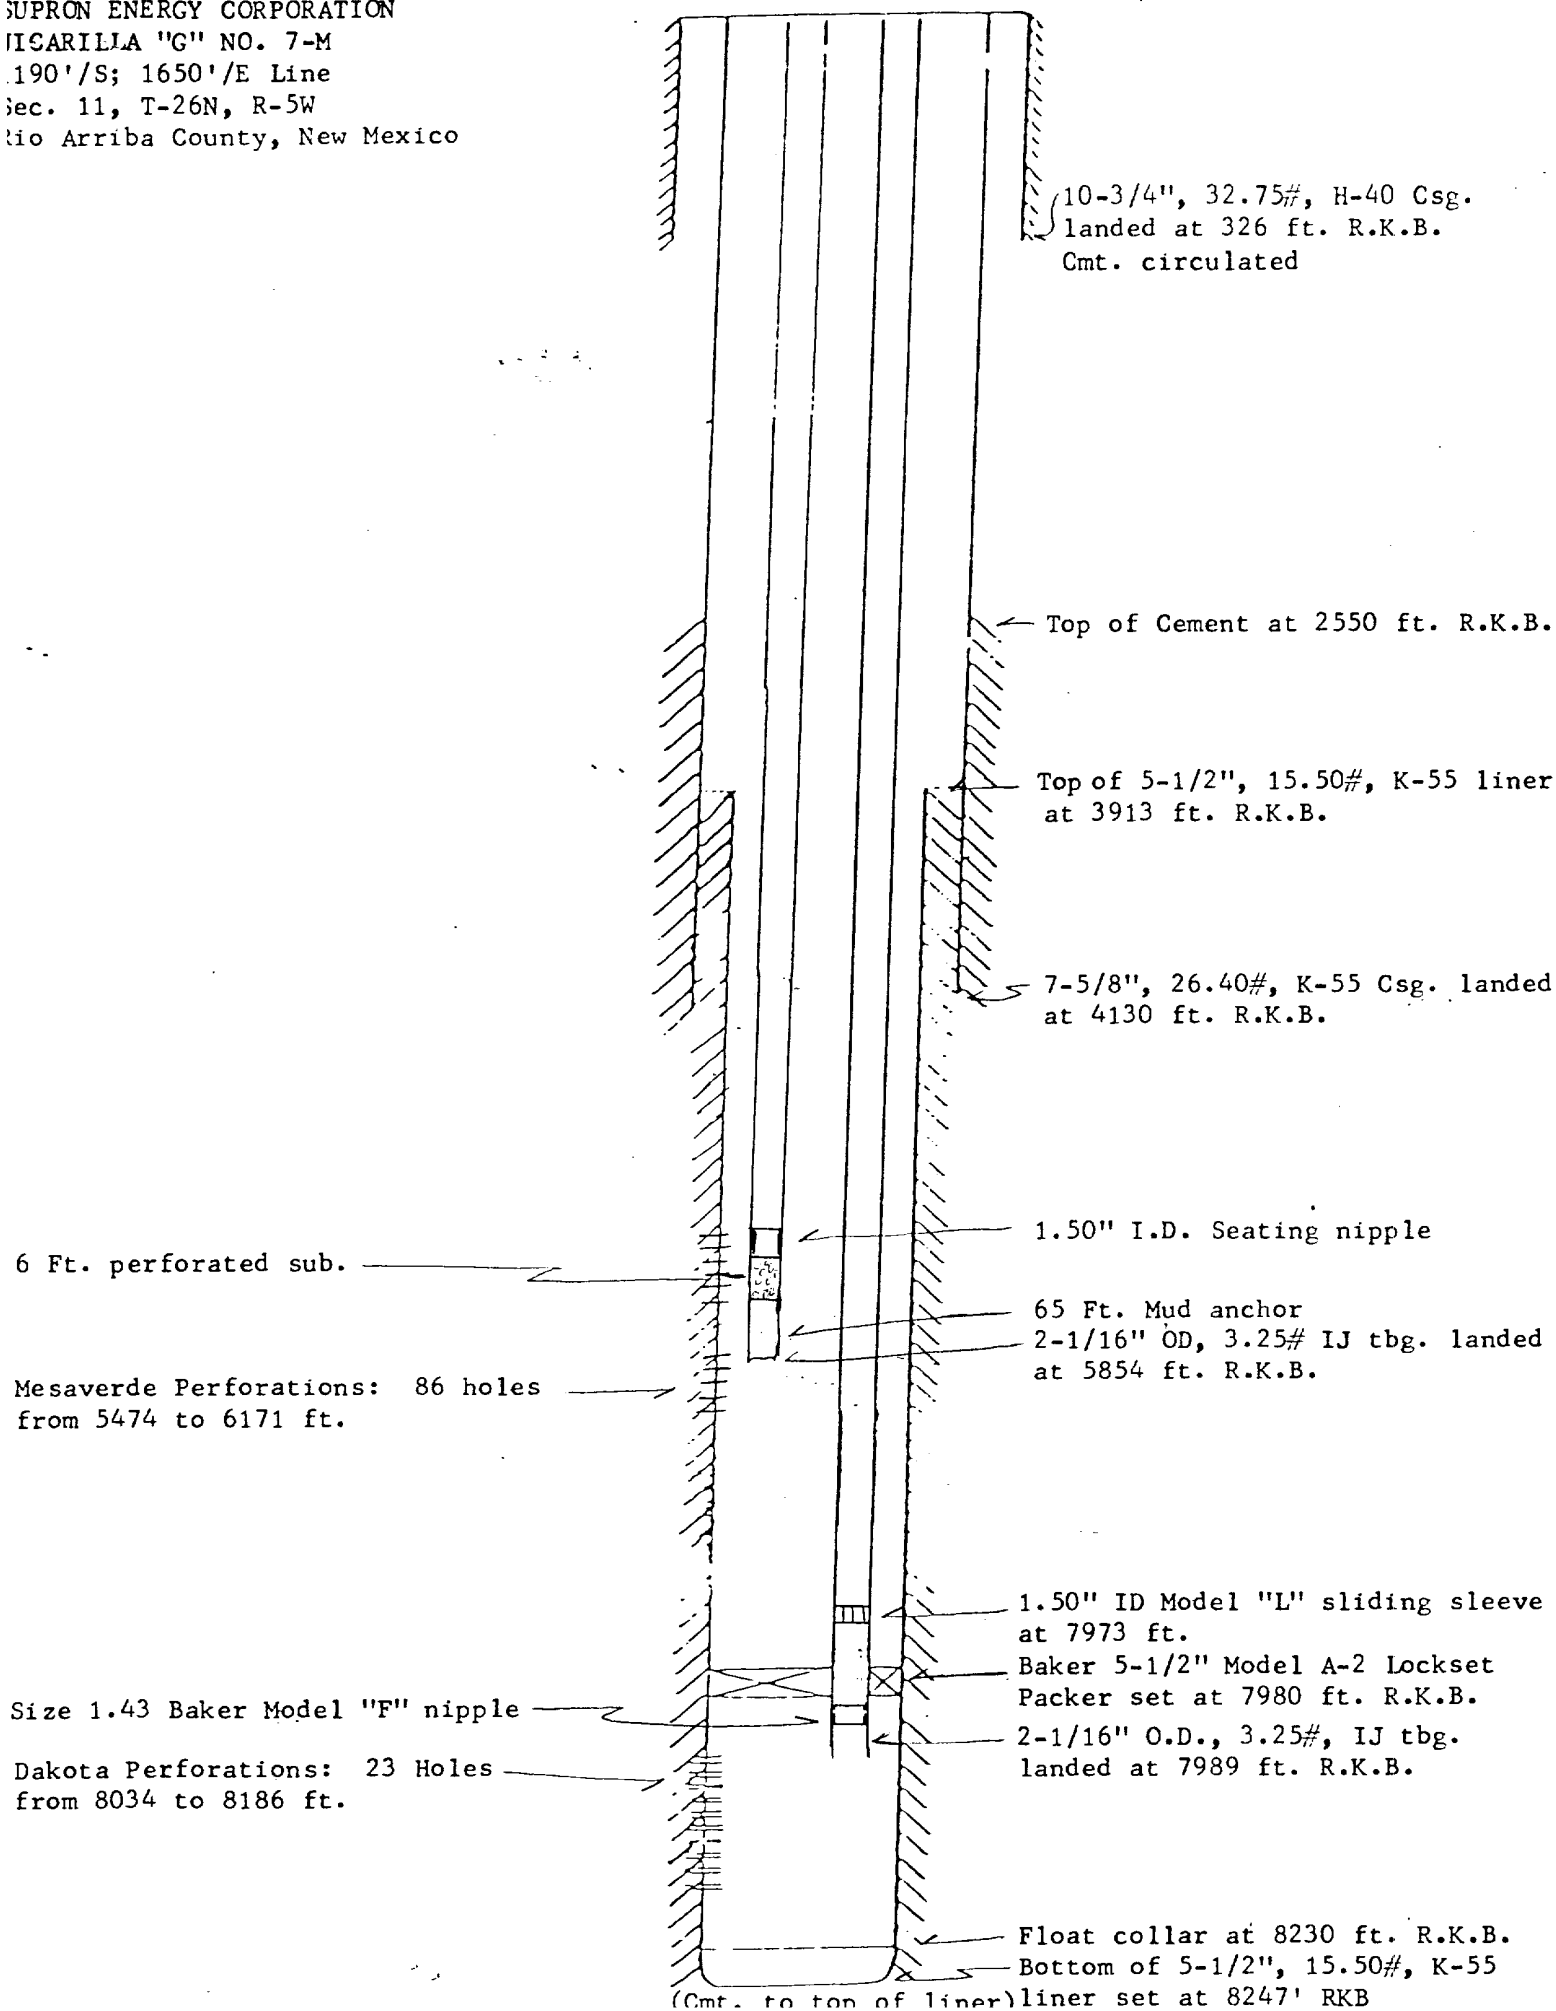 SUPRON ENERGY CORPORATION
JICARILLA "G" NO. 7-M
190'/S; 1650'/E Line
Sec. 11, T-26N, R-5W
Rio Arriba County, New Mexico
10-3/4", 32.75#, H-40 Csg.
landed at 326 ft. R.K.B.
Cmt. circulated
Top of Cement at 2550 ft. R.K.B.
Top of 5-1/2", 15.50#, K-55 liner
at 3913 ft. R.K.B.
7-5/8", 26.40#, K-55 Csg. landed
at 4130 ft. R.K.B.
1.50" I.D. Seating nipple
6 Ft. perforated sub.
65 Ft. Mud anchor
2-1/16" OD, 3.25# IJ tbg. landed
at 5854 ft. R.K.B.
Mesaverde Perforations: 86 holes
from 5474 to 6171 ft.
1.50" ID Model "L" sliding sleeve
at 7973 ft.
Baker 5-1/2" Model A-2 Lockset
Packer set at 7980 ft. R.K.B.
Size 1.43 Baker Model "F" nipple
2-1/16" O.D., 3.25#, IJ tbg.
landed at 7989 ft. R.K.B.
Dakota Perforations: 23 Holes
from 8034 to 8186 ft.
Float collar at 8230 ft. R.K.B.
Bottom of 5-1/2", 15.50#, K-55
(Cmt. to top of liner) liner set at 8247' RKB